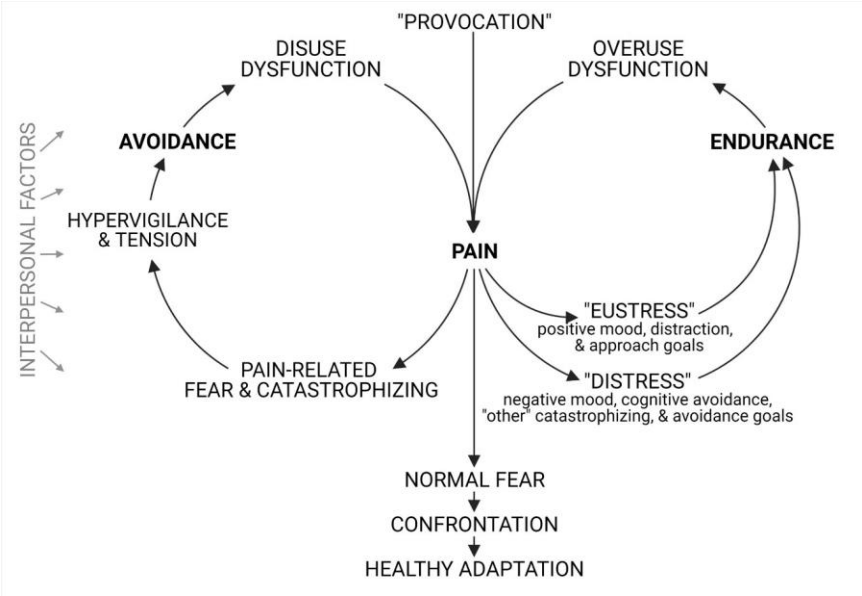 "PROVOCATION"
DISUSE
DYSFUNCTION
OVERUSE
DYSFUNCTION
AVOIDANCE
ENDURANCE
INTERPERSONAL FACTORS
HYPERVIGILANCE
& TENSION
PAIN
"EUSTRESS"
positive mood, distraction,
& approach goals
PAIN-RELATED
FEAR & CATASTROPHIZING
"DISTRESS"
negative mood, cognitive avoidance,
"other" catastrophizing, & avoidance goals
NORMAL FEAR
CONFRONTATION
HEALTHY ADAPTATION